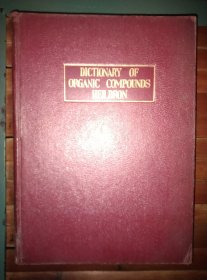 DICTIONARY OF
ORGANIC COMPOUNDS
HEILBRON